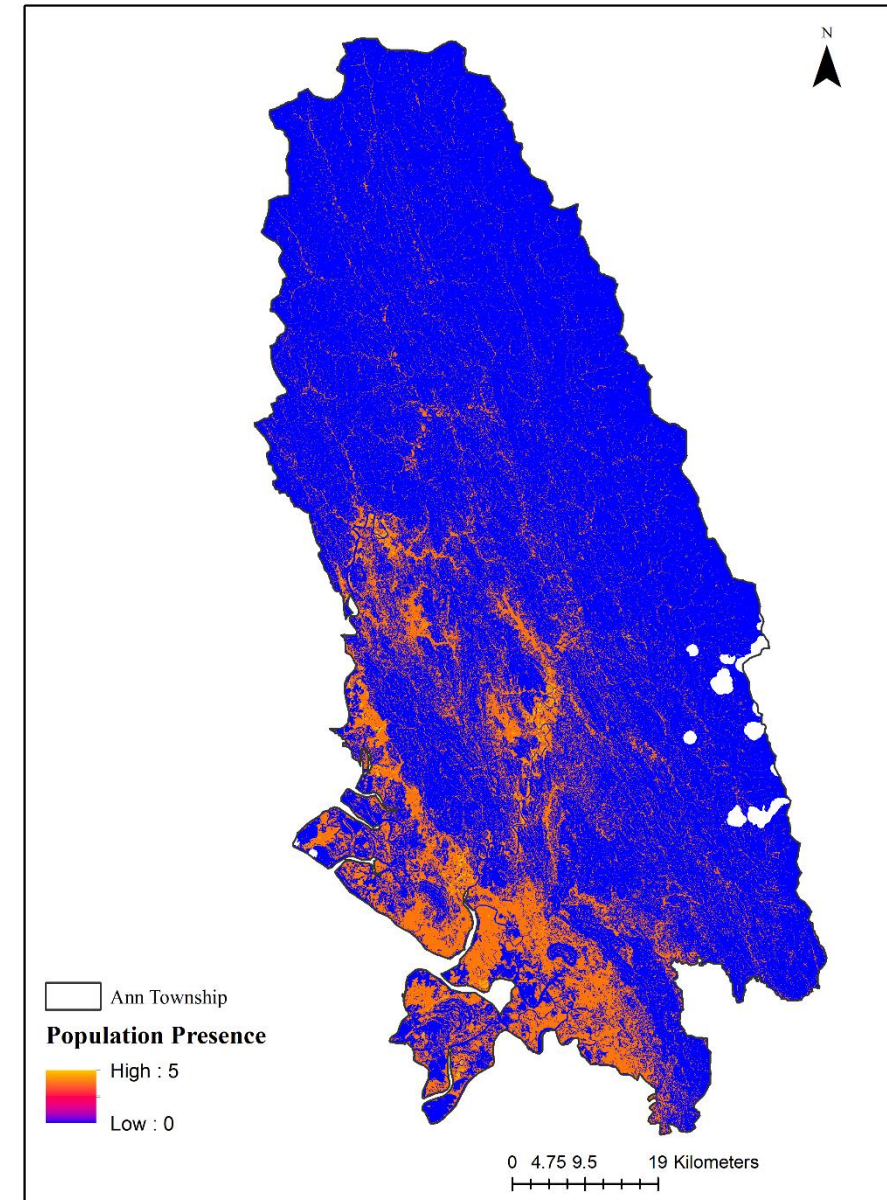 N
Ann Township
Population Presence
High : 5
Low : 0
0 4.75 9.5 19 Kilometers